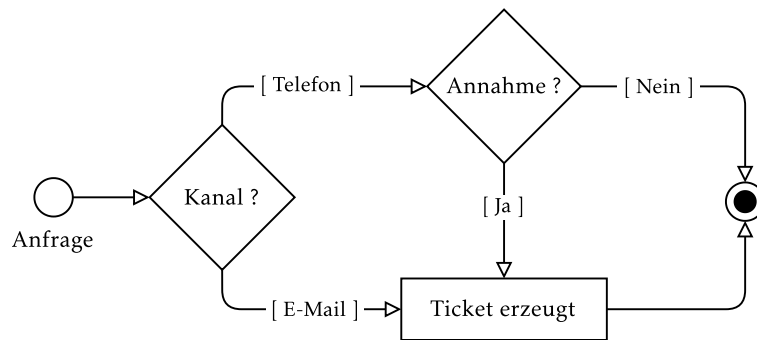 [ Telefon ]
Annahme ?
[ Nein ]
Kanal ?
Anfrage
[ Ja ]
[ E-Mail ]
Ticket erzeugt